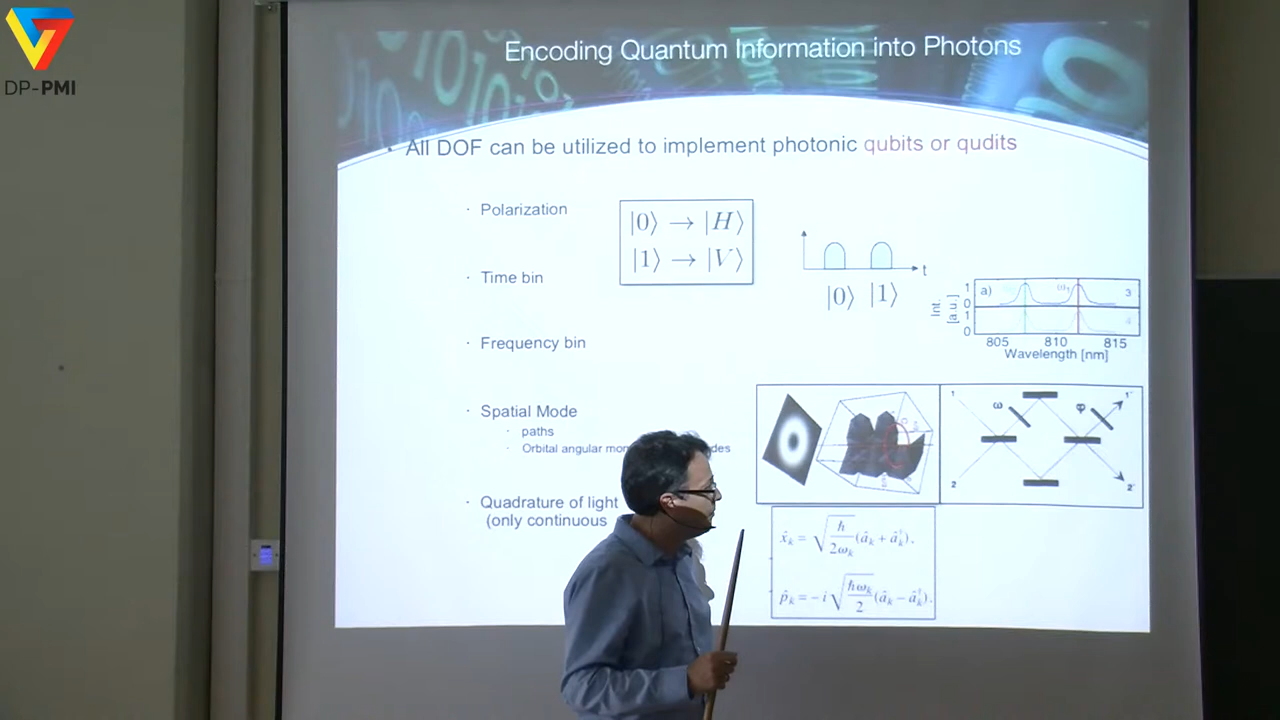 DP-PMI
Encoding Quantum Information into Photons
· All DOF can be utilized to implement photonic qubits or qudits
· Polarization
|0⟩ → |H⟩
|1⟩ → |V⟩
· Time bin
t
|0⟩ |1⟩
· Frequency bin
a)
3
1
0
1
0
4
Int.
[a.u.]
805 810 815
Wavelength [nm]
· Spatial Mode
· paths
· Orbital angular
1
2
ω
φ
1'
2'
· Quadrature of light
(only continuous
x̂ₖ = √(ħ/2ωₖ)(âₖ + âₖ†),
p̂ₖ = −i√(ħωₖ/2)(âₖ − âₖ†).